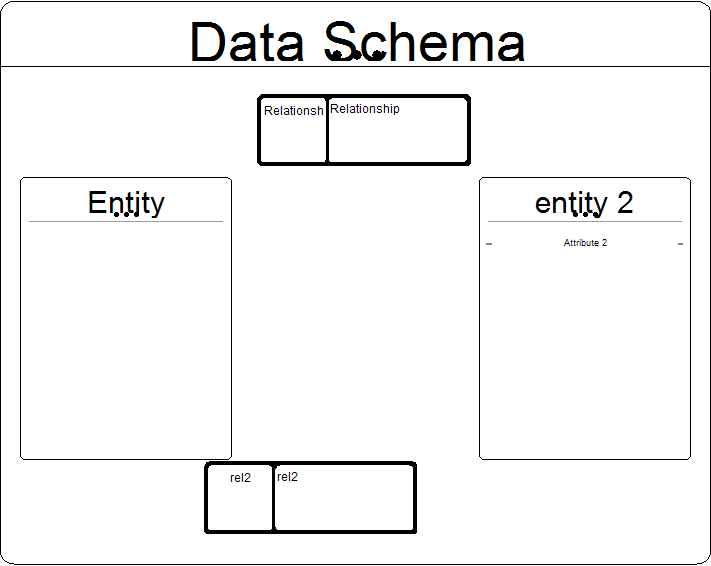 Data Schema
Relationsh
Relationship
Entity
entity 2
Attribute 2
rel2
rel2